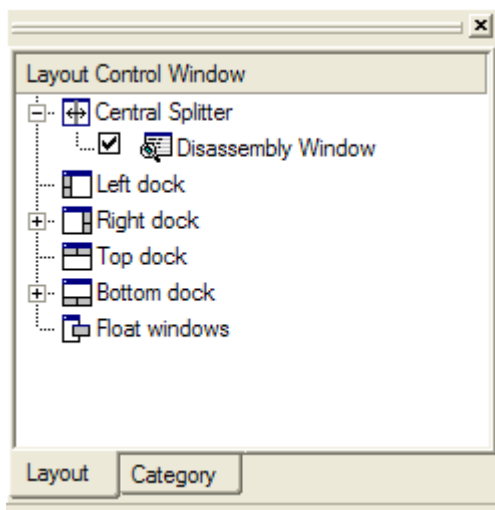 Layout Control Window
Central Splitter
Disassembly Window
Left dock
Right dock
Top dock
Bottom dock
Float windows
Layout Category